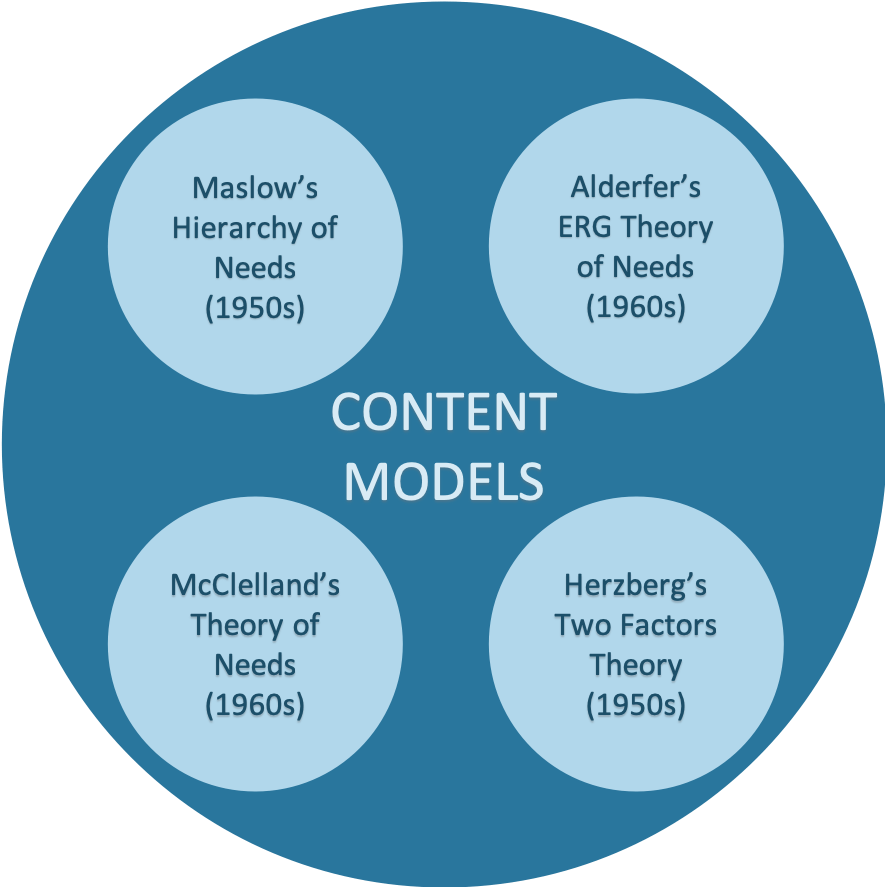 Maslow’s
Hierarchy of
Needs
(1950s)
Alderfer’s
ERG Theory
of Needs
(1960s)
CONTENT
MODELS
McClelland’s
Theory of
Needs
(1960s)
Herzberg’s
Two Factors
Theory
(1950s)